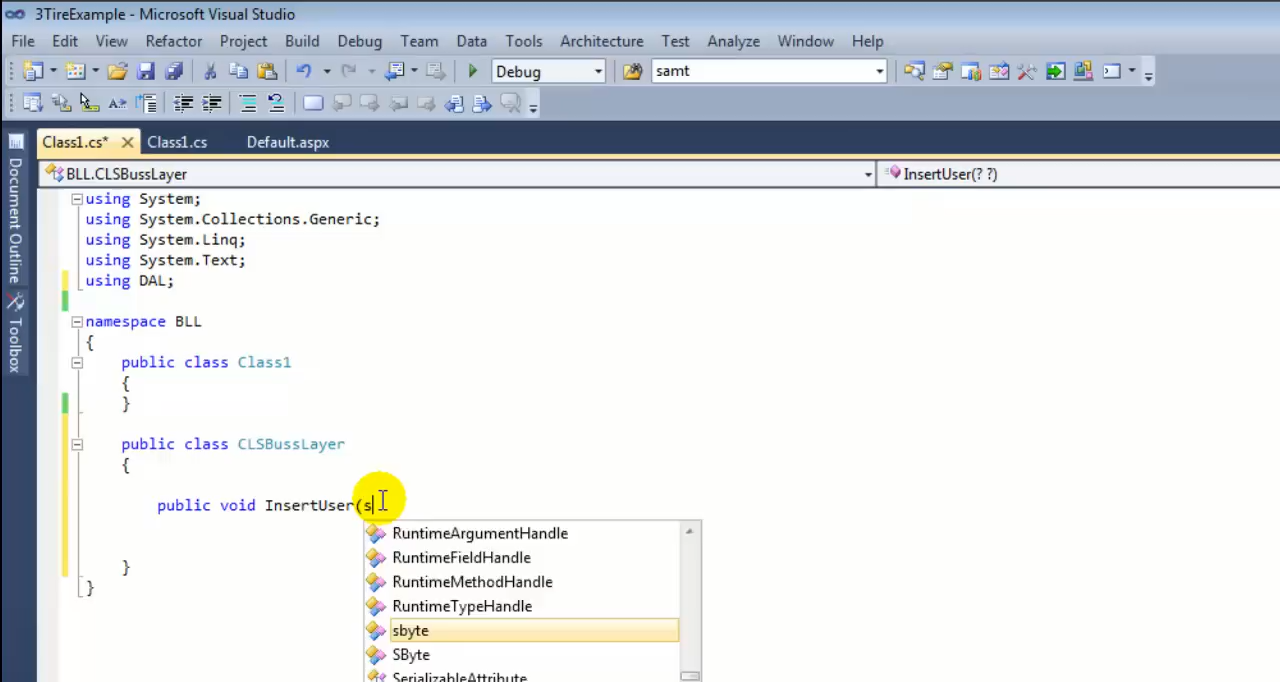 3TireExample - Microsoft Visual Studio
File Edit View Refactor Project Build Debug Team Data Tools Architecture Test Analyze Window Help
Debug samt
Class1.cs* Class1.cs Default.aspx
BLL.CLSBussLayer InsertUser(? ?)
Document Outline
Toolbox
using System;
using System.Collections.Generic;
using System.Linq;
using System.Text;
using DAL;
namespace BLL
{
public class Class1
{
}
public class CLSBussLayer
{
public void InsertUser(s
RuntimeArgumentHandle
RuntimeFieldHandle
RuntimeMethodHandle
RuntimeTypeHandle
sbyte
SByte
SerializableAttribute
}
}